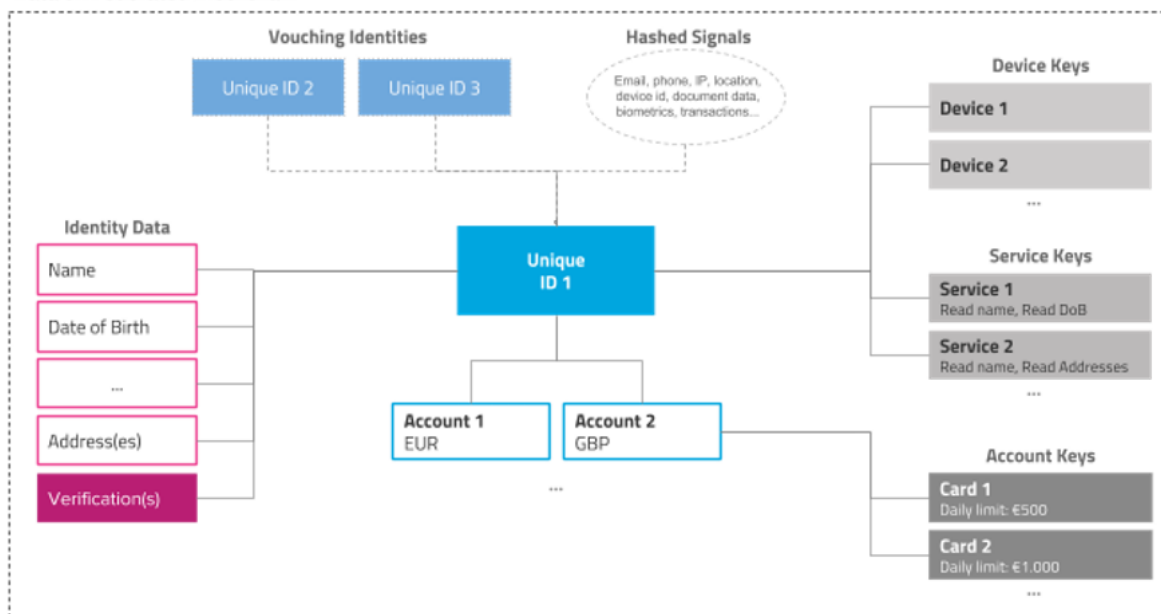 Vouching Identities
Unique ID 2
Unique ID 3
Hashed Signals
Email, phone, IP, location,
device id, document data,
biometrics, transactions...
Device Keys
Device 1
Device 2
...
Identity Data
Name
Date of Birth
...
Address(es)
Verification(s)
Unique
ID 1
Service Keys
Service 1
Read name, Read DoB
Service 2
Read name, Read Addresses
...
Account 1
EUR
Account 2
GBP
...
Account Keys
Card 1
Daily limit: €500
Card 2
Daily limit: €1.000
...